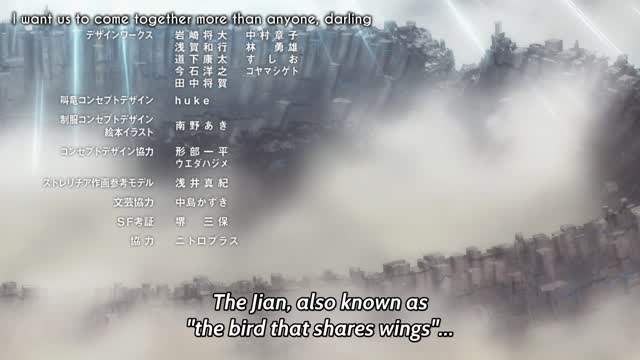 I want us to come together more than anyone, darling
デザインワークス 岩崎将大 中村章子
浅賀和行 林 勇雄
道下康太 すしお
今石洋之 コヤマシゲト
田中将賀
叫竜コンセプトデザイン huke
制服コンセプトデザイン
絵本イラスト 南野あき
コンセプトデザイン協力 形部一平
ウエダハジメ
ストレリチア作画参考モデル 浅井真紀
文芸協力 中島かずき
SF考証 堺 三保
協力 ニトロプラス
The Jian, also known as
"the bird that shares wings"...